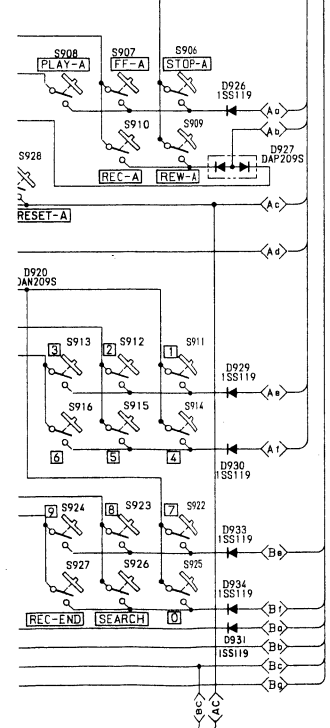 S908 S907 S906
PLAY-A FF-A STOP-A
D926
1SS119
Aa
Ab
S910 S909
D927
DAP209S
S928
REC-A REW-A
Ac
RESET-A
Ad
D920
DAN209S
3 S913 2 S912 1 S911
D929
1SS119
Ae
S916 S915 S914
Af
6 5 4
D930
1SS119
9 S924 8 S923 7 S922
D933
1SS119
Be
S927 S926 S925
D934
1SS119
Bf
REC-END SEARCH 0
Ba
D931
1SS119
Bb
Bc
Bg
BC AC